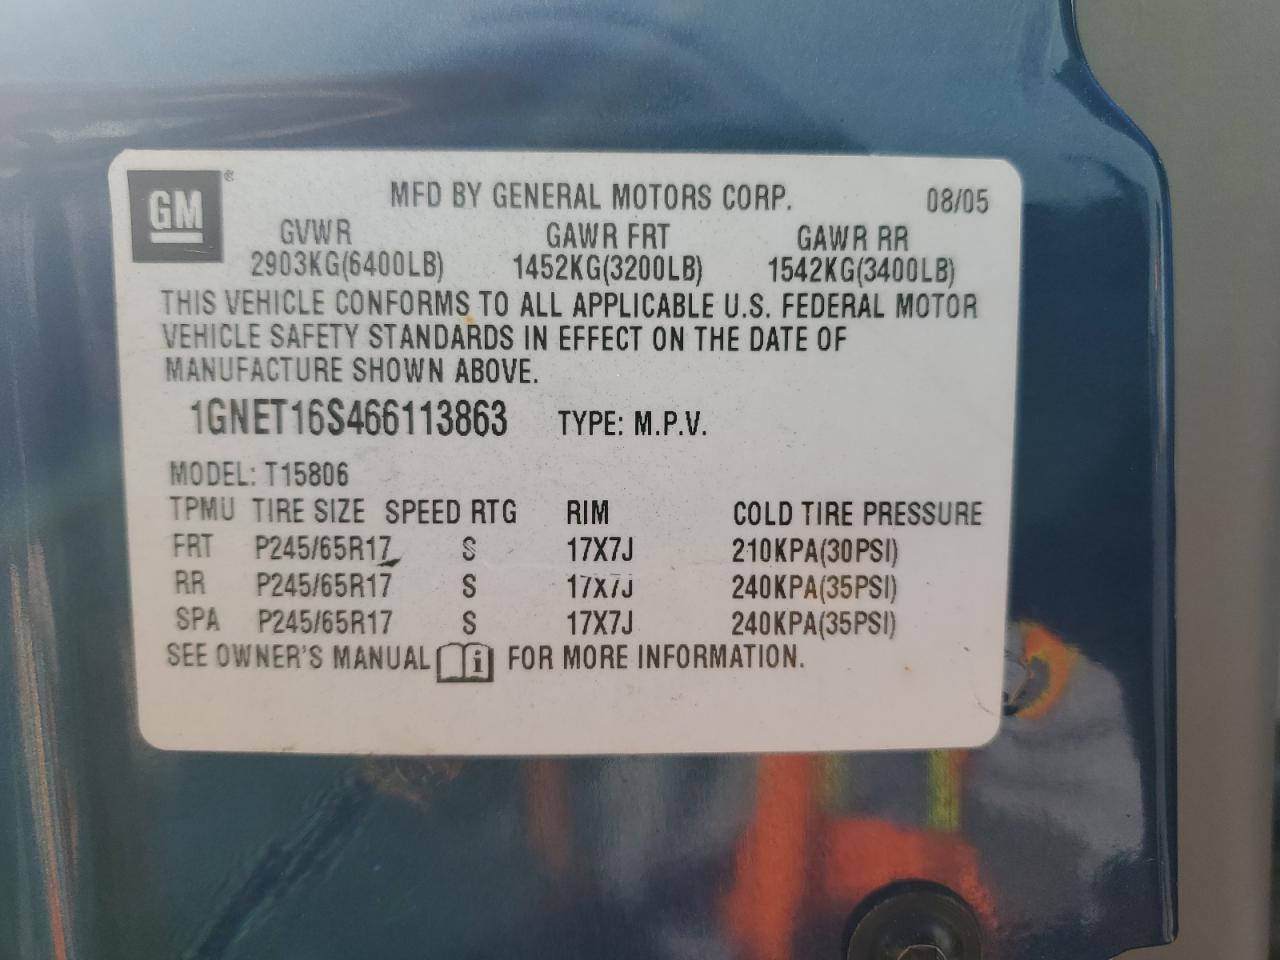 GM ®
MFD BY GENERAL MOTORS CORP. 08/05
GVWR GAWR FRT GAWR RR
2903KG(6400LB) 1452KG(3200LB) 1542KG(3400LB)
THIS VEHICLE CONFORMS TO ALL APPLICABLE U.S. FEDERAL MOTOR
VEHICLE SAFETY STANDARDS IN EFFECT ON THE DATE OF
MANUFACTURE SHOWN ABOVE.
1GNET16S466113863 TYPE: M.P.V.
MODEL: T15806
TPMU TIRE SIZE SPEED RTG RIM COLD TIRE PRESSURE
FRT P245/65R17 S 17X7J 210KPA(30PSI)
RR P245/65R17 S 17X7J 240KPA(35PSI)
SPA P245/65R17 S 17X7J 240KPA(35PSI)
SEE OWNER'S MANUAL i FOR MORE INFORMATION.